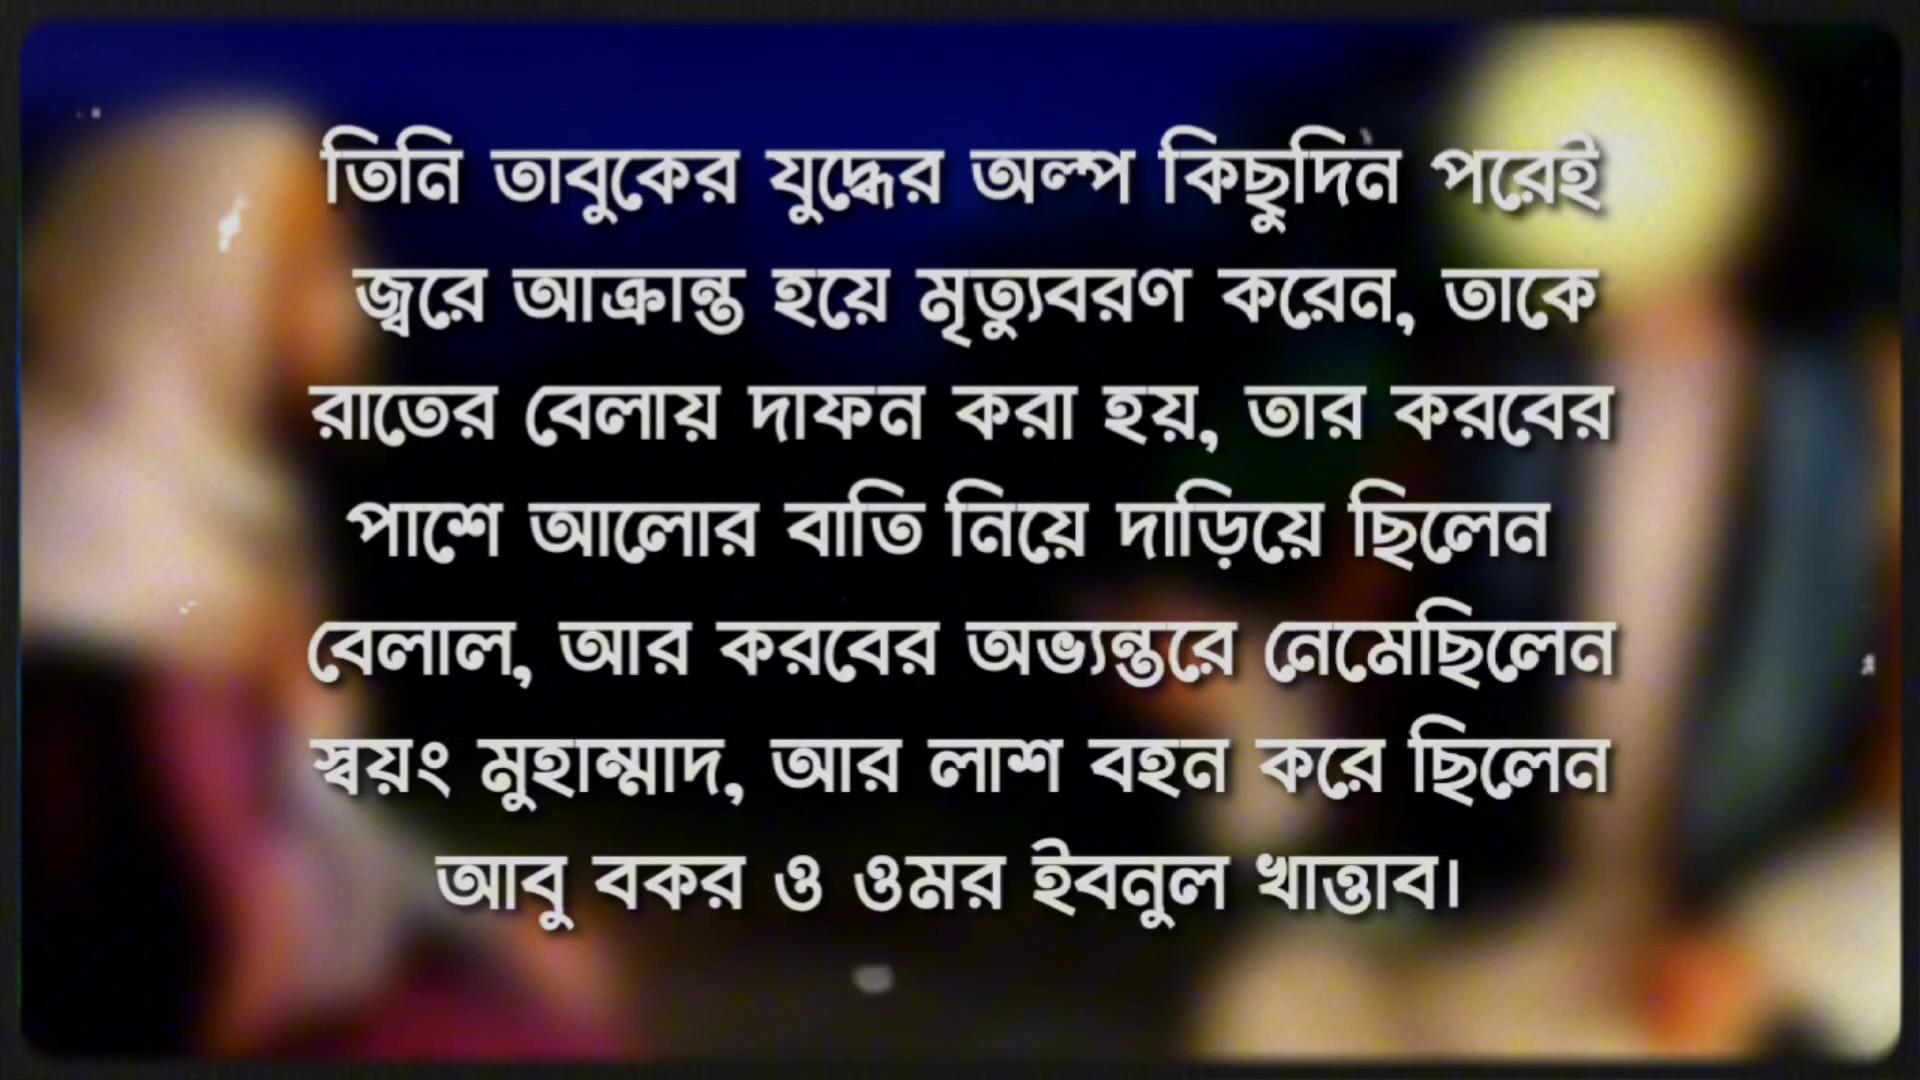 তিনি তাবুকের যুদ্ধের অল্প কিছুদিন পরেই
জ্বরে আক্রান্ত হয়ে মৃত্যুবরণ করেন, তাকে
রাতের বেলায় দাফন করা হয়, তার করবের
পাশে আলোর বাতি নিয়ে দাড়িয়ে ছিলেন
বেলাল, আর করবের অভ্যন্তরে নেমেছিলেন
স্বয়ং মুহাম্মাদ, আর লাশ বহন করে ছিলেন
আবু বকর ও ওমর ইবনুল খাত্তাব।